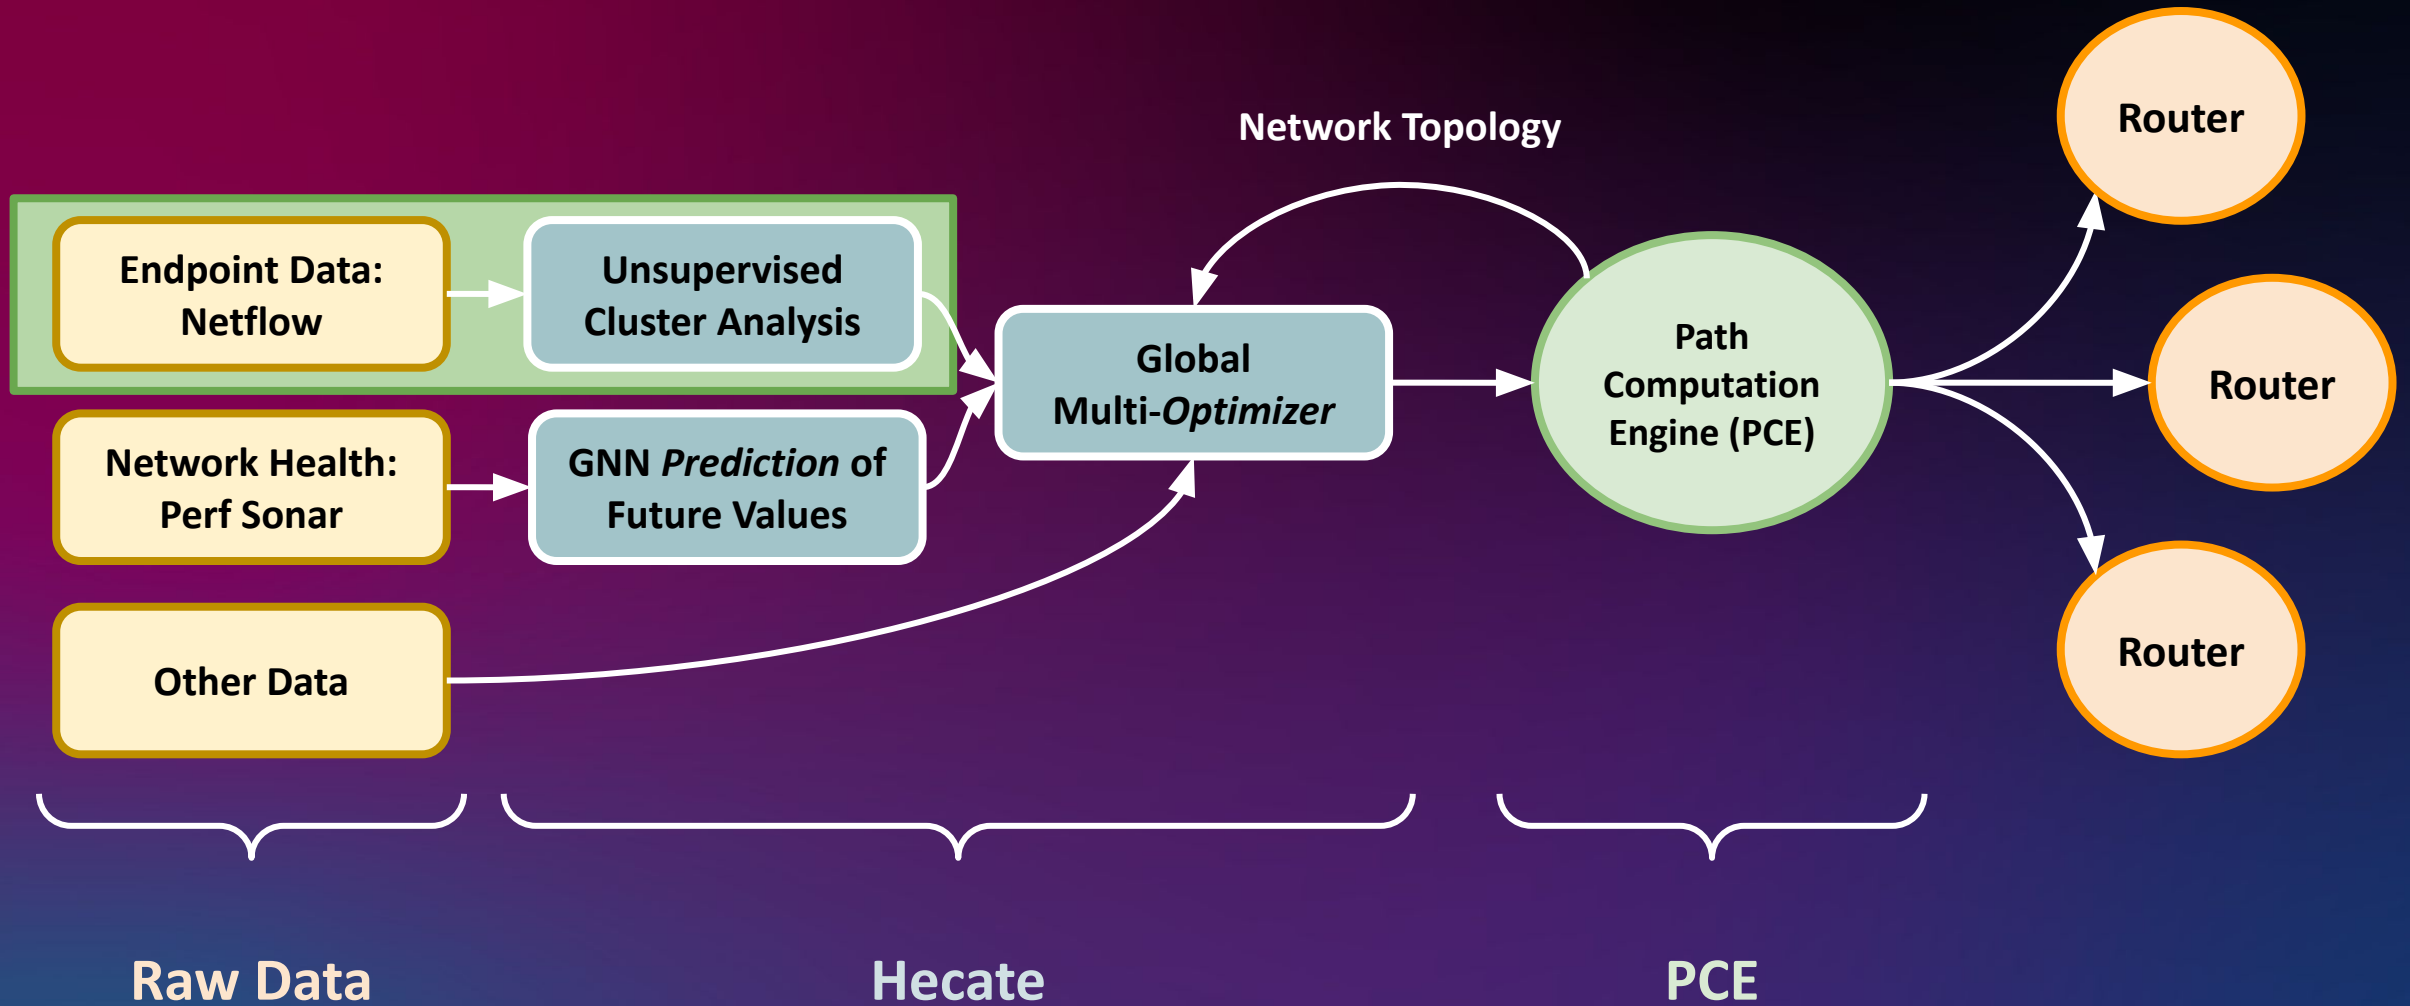 Network Topology
Router
Endpoint Data:
Netflow
Unsupervised
Cluster Analysis
Global
Multi-Optimizer
Path
Computation
Engine (PCE)
Router
Network Health:
Perf Sonar
GNN Prediction of
Future Values
Other Data
Router
Raw Data
Hecate
PCE